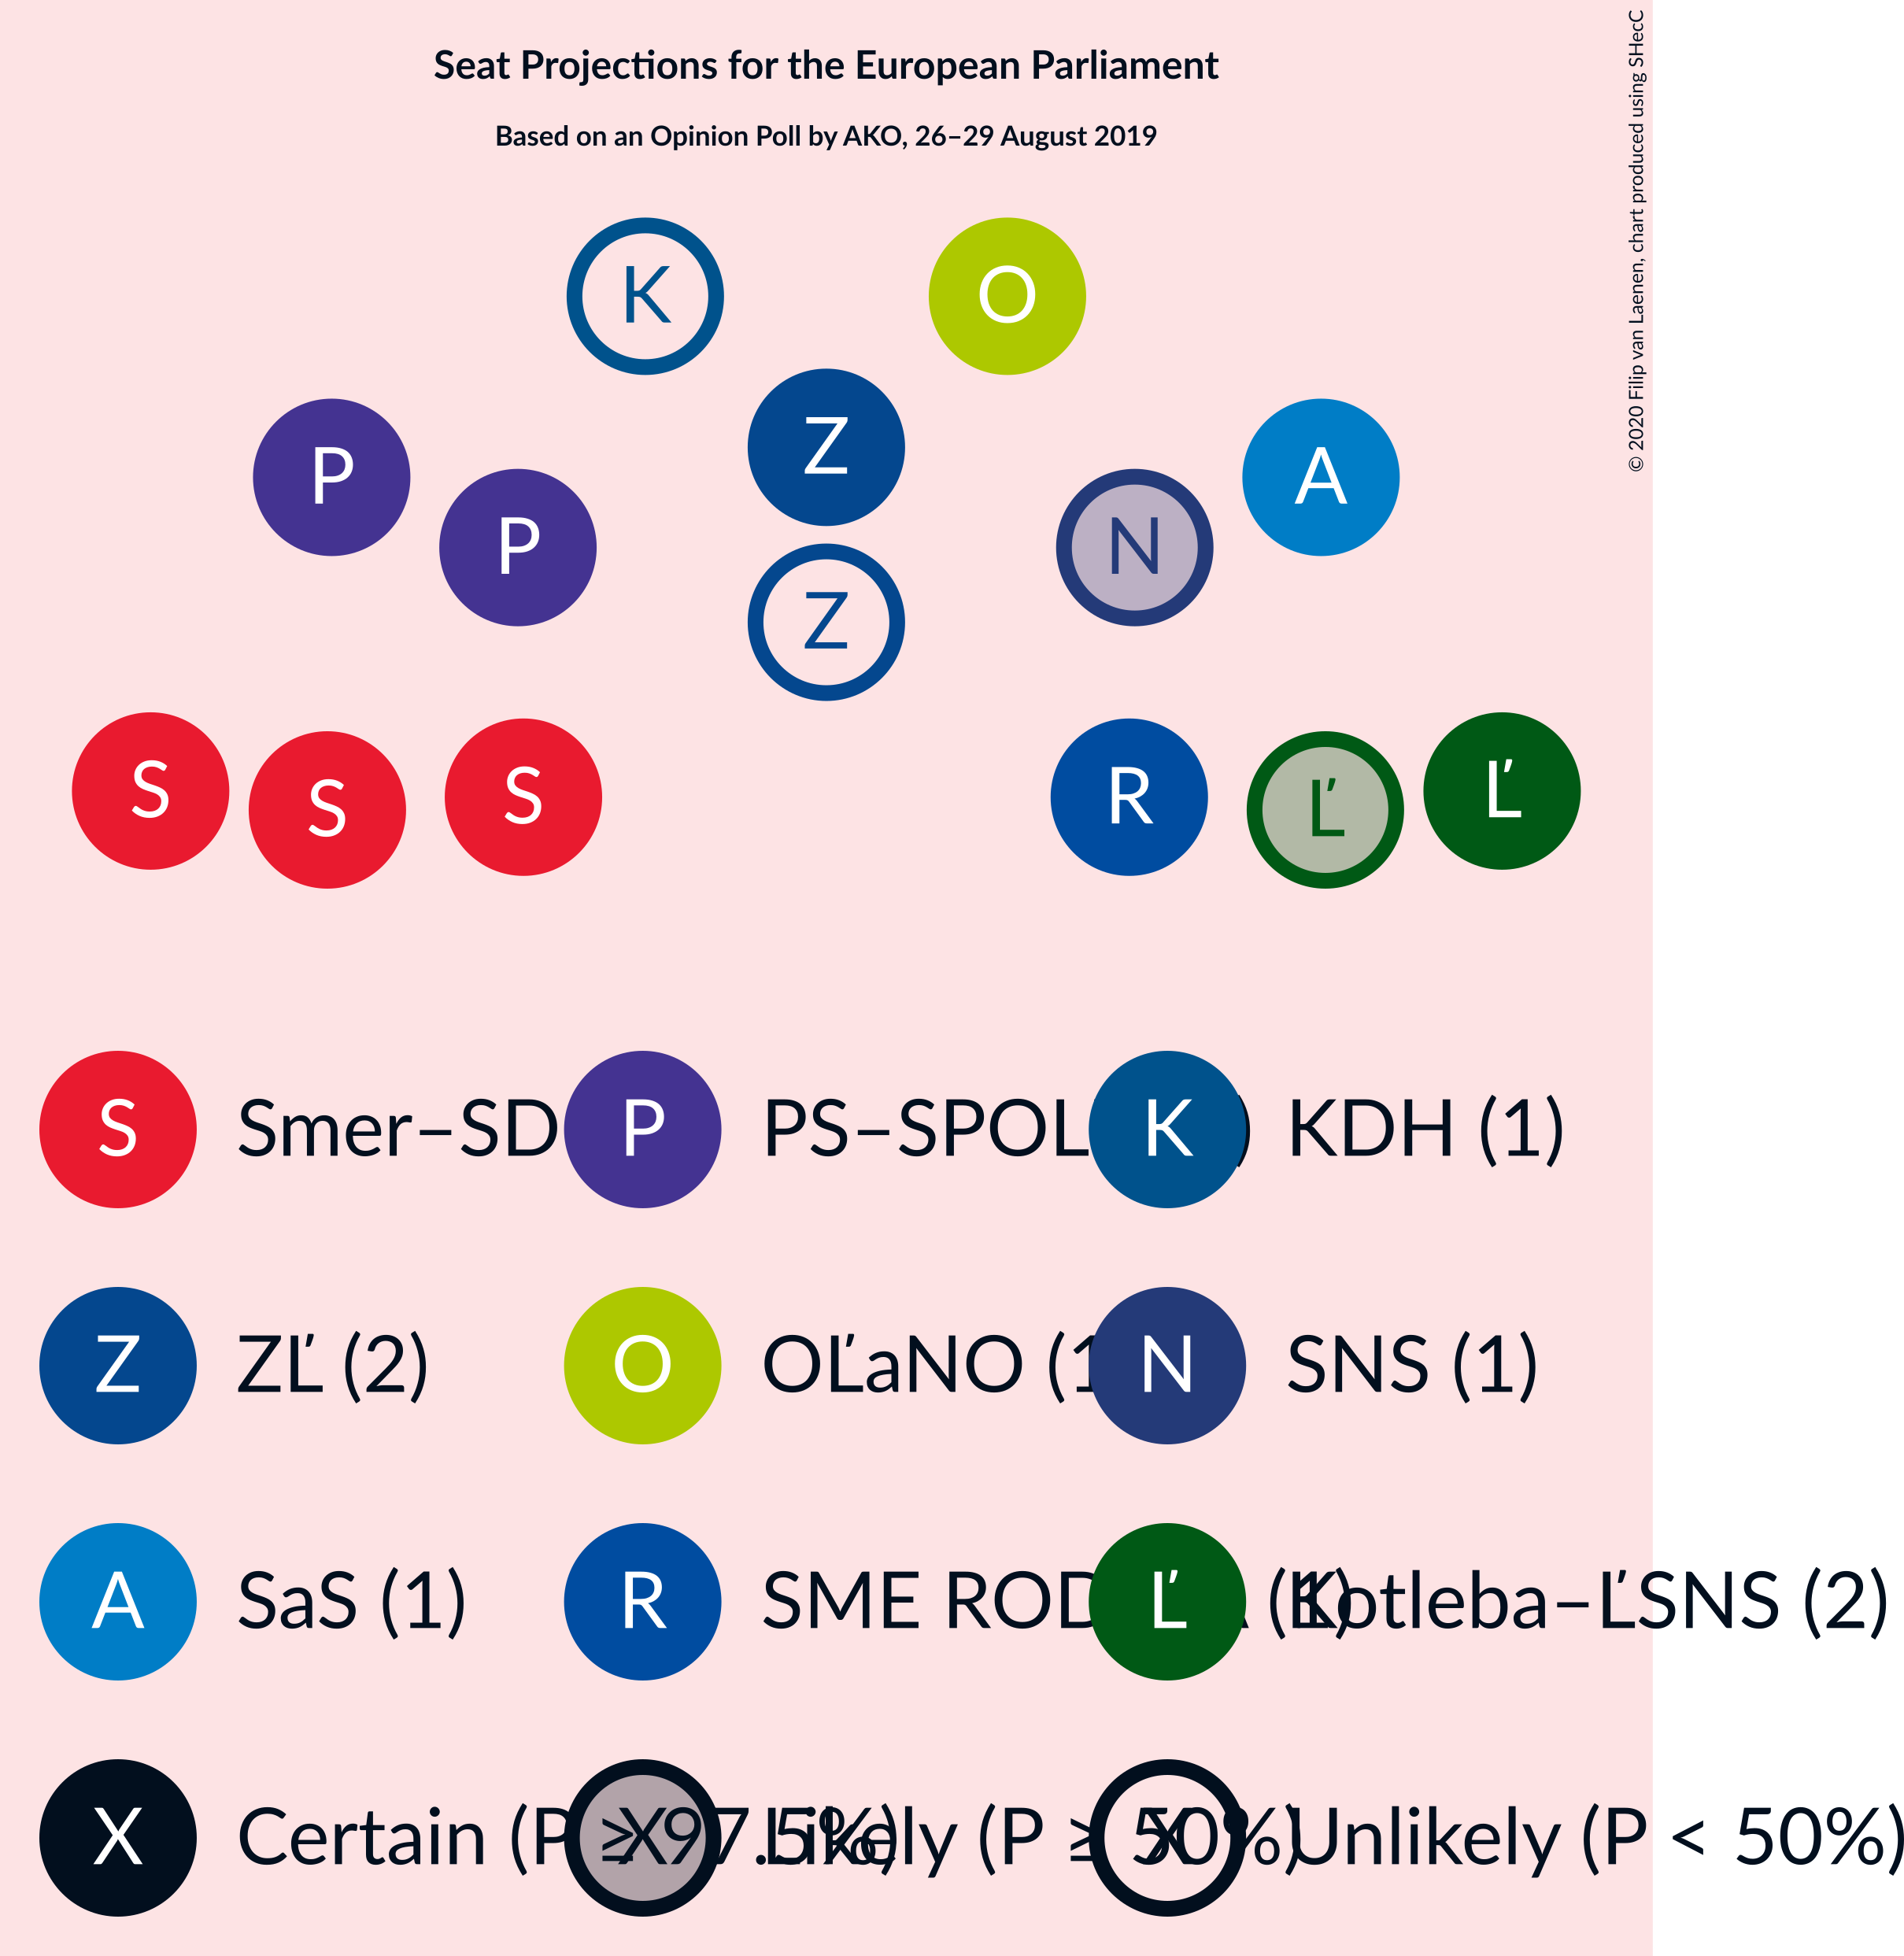 Seat Projections for the European Parliament
Based on an Opinion Poll by AKO, 26–29 August 2019
© 2020 Filip van Laenen, chart produced using SHecC
K O
Z
P A
P N
Z
S Ľ
S S R Ľ
S Smer–SD P PS–SPOL K KDH (1)
Z ZĽ (2) O OĽaNO (1 N SNS (1)
A SaS (1) R SME Ľ Kotleba–ĽSNS (2)
X Certain (P ≥ 97.5%) X Likely (P ≥ 50%) X Unlikely (P < 50%)